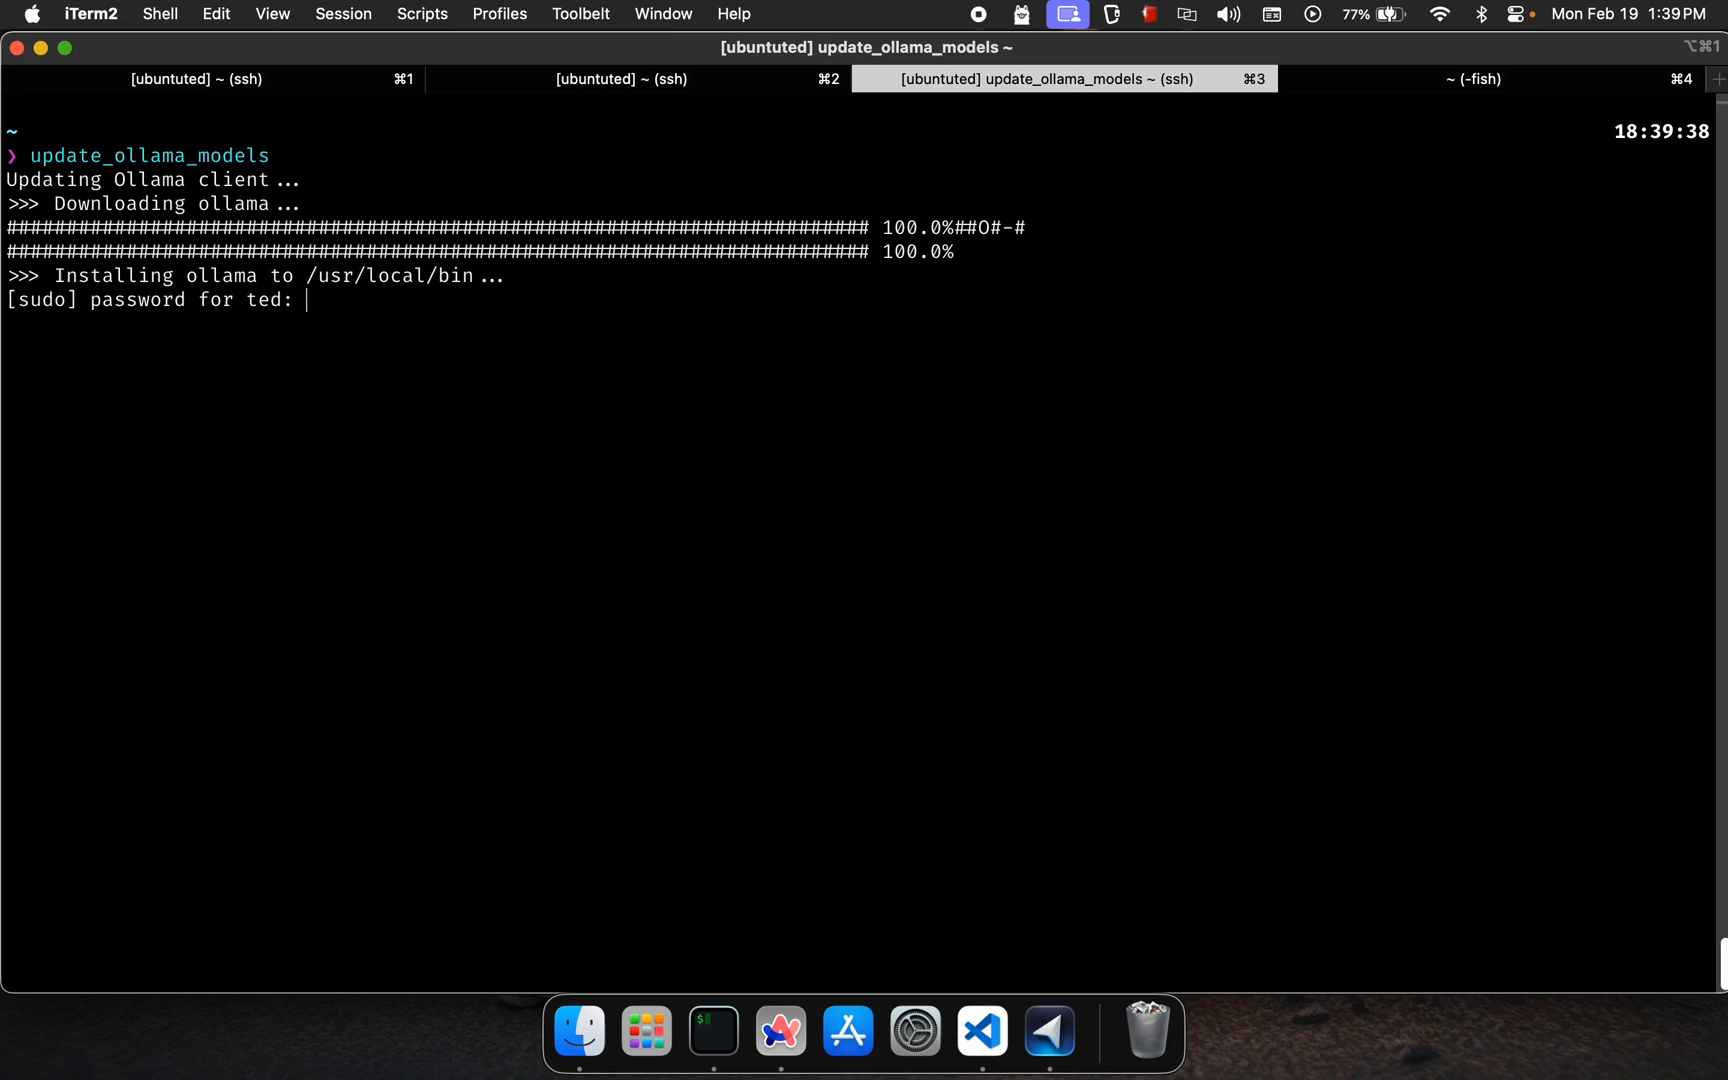 iTerm2 Shell Edit View Session Scripts Profiles Toolbelt Window Help 77% Mon Feb 19 1:39 PM
[ubuntuted] update_ollama_models ~ ⌥⌘1
[ubuntuted] ~ (ssh) ⌘1 [ubuntuted] ~ (ssh) ⌘2 [ubuntuted] update_ollama_models ~ (ssh) ⌘3 ~ (-fish) ⌘4 +
~ 18:39:38
❯ update_ollama_models
Updating Ollama client...
>>> Downloading ollama...
######################################################################## 100.0%##O#-#
######################################################################## 100.0%
>>> Installing ollama to /usr/local/bin...
[sudo] password for ted:
$